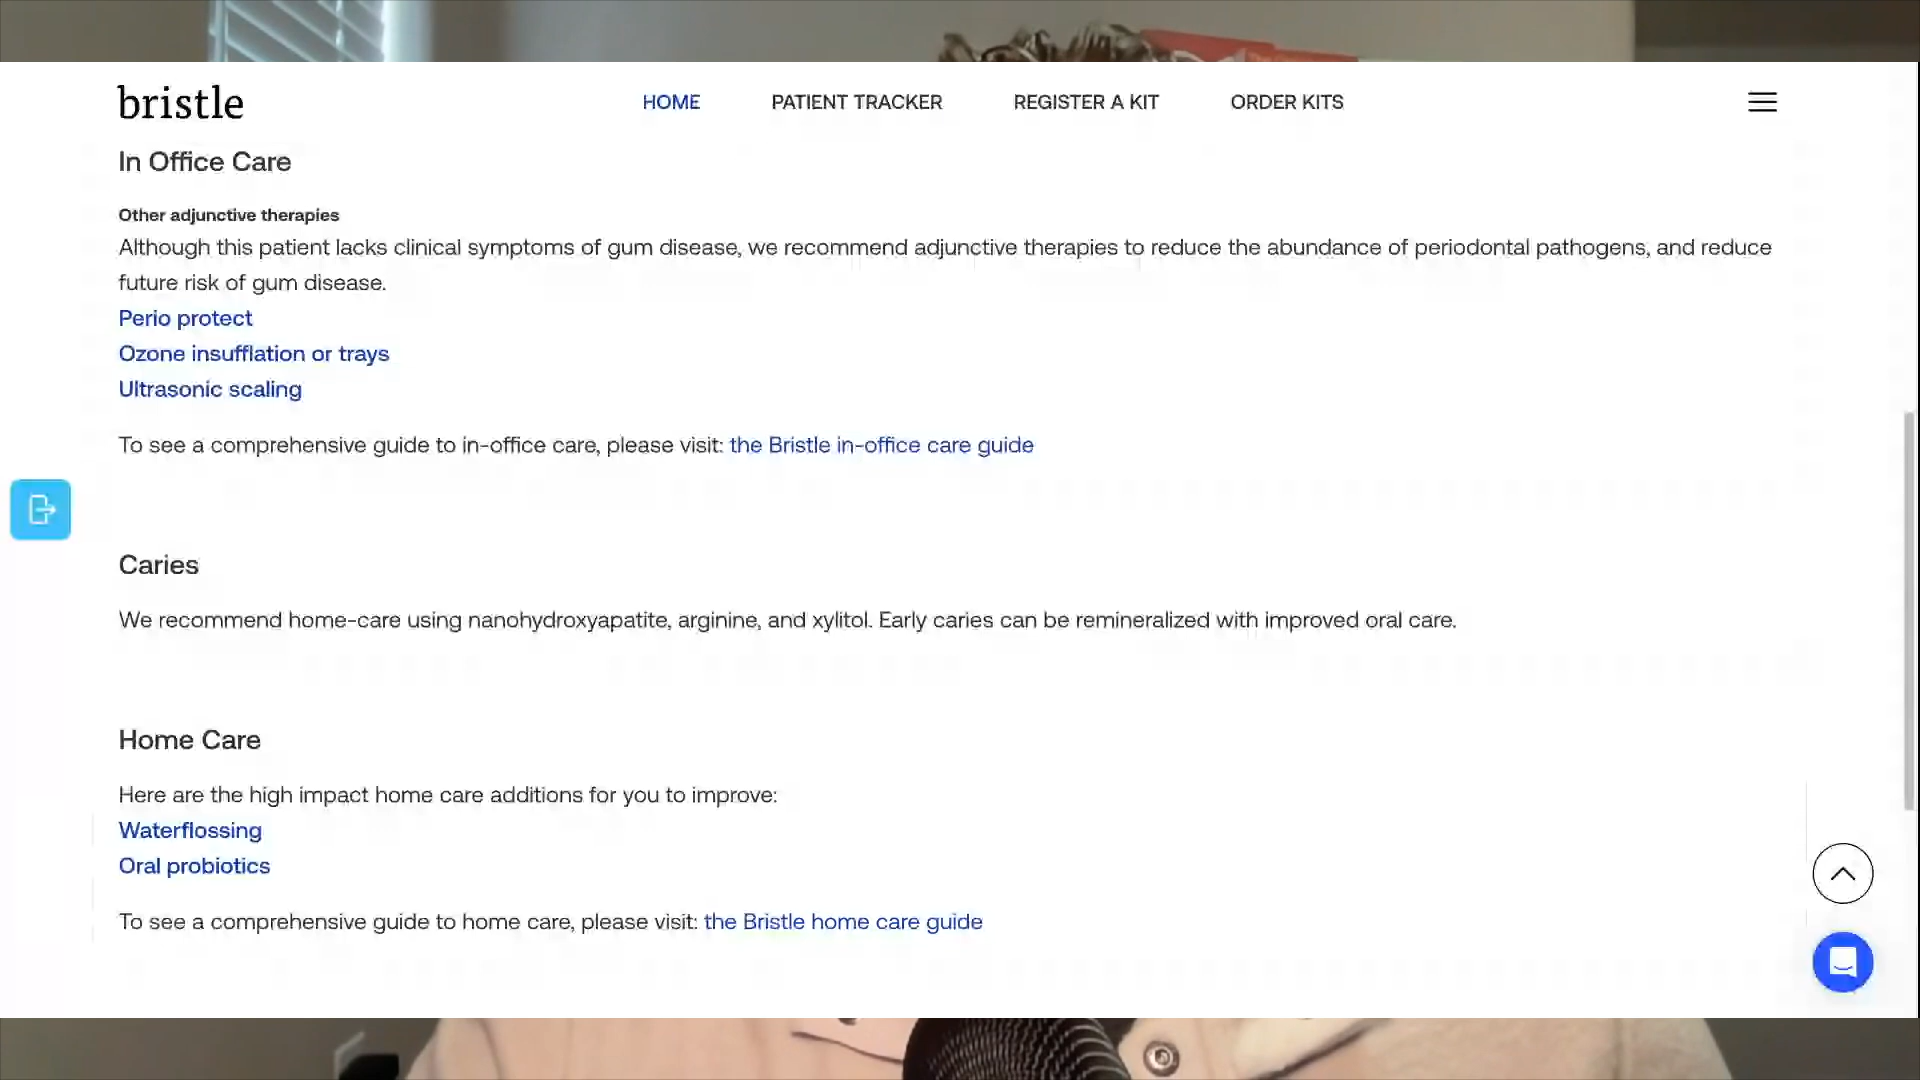 bristle
HOME
PATIENT TRACKER
REGISTER A KIT
ORDER KITS
In Office Care
Other adjunctive therapies
Although this patient lacks clinical symptoms of gum disease, we recommend adjunctive therapies to reduce the abundance of periodontal pathogens, and reduce
future risk of gum disease.
Perio protect
Ozone insufflation or trays
Ultrasonic scaling
To see a comprehensive guide to in-office care, please visit: the Bristle in-office care guide
Caries
We recommend home-care using nanohydroxyapatite, arginine, and xylitol. Early caries can be remineralized with improved oral care.
Home Care
Here are the high impact home care additions for you to improve:
Waterflossing
Oral probiotics
To see a comprehensive guide to home care, please visit: the Bristle home care guide